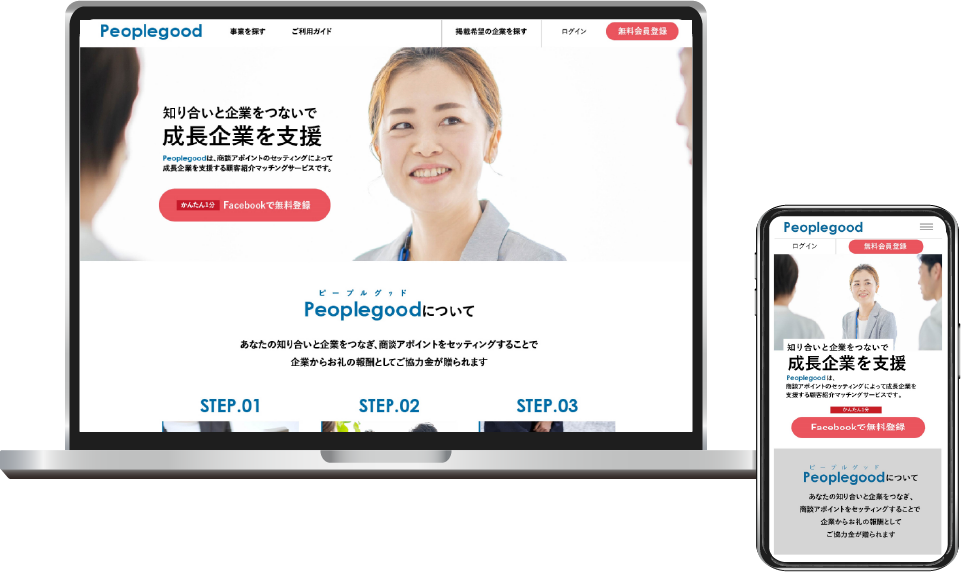 Peoplegood
事業を探す
ご利用ガイド
掲載希望の企業を探す
ログイン
無料会員登録
知り合いと企業をつないで
成長企業を支援
Peoplegoodは、商談アポイントのセッティングによって
成長企業を支援する顧客紹介マッチングサービスです。
かんたん1分 Facebookで無料登録
ピープルグッド
Peoplegoodについて
あなたの知り合いと企業をつなぎ、商談アポイントをセッティングすることで
企業からお礼の報酬としてご協力金が贈られます
STEP.01
STEP.02
STEP.03
Peoplegood
ログイン
無料会員登録
知り合いと企業をつないで
成長企業を支援
Peoplegoodは、
商談アポイントのセッティングによって成長企業を
支援する顧客紹介マッチングサービスです。
かんたん1分
Facebookで無料登録
ピープルグッド
Peoplegoodについて
あなたの知り合いと企業をつなぎ、
商談アポイントをセッティングすることで
企業からお礼の報酬として
ご協力金が贈られます